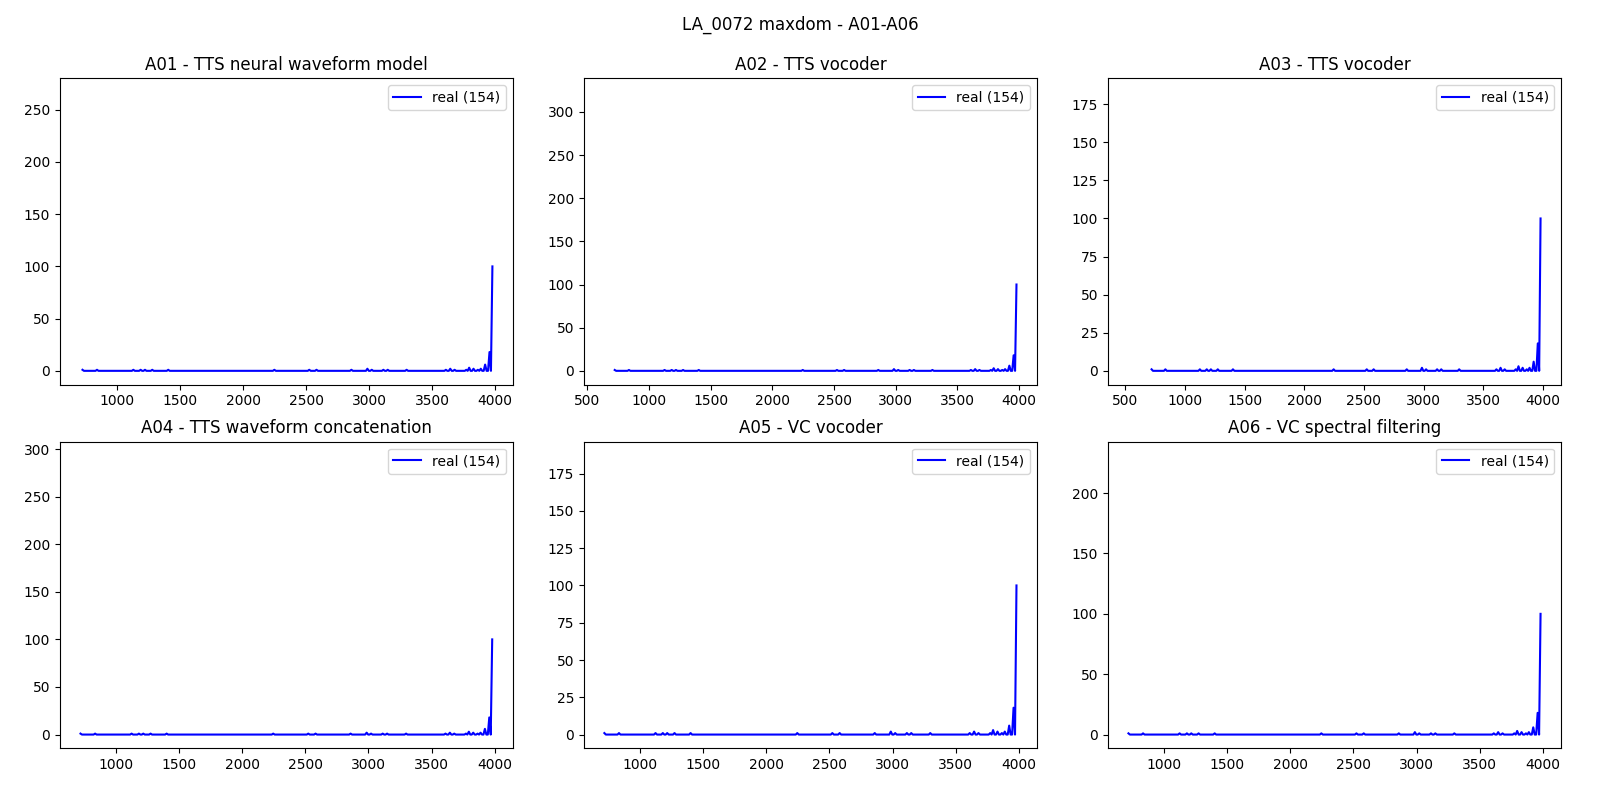 LA_0072 maxdom - A01-A06
A01 - TTS neural waveform model
A02 - TTS vocoder
A03 - TTS vocoder
real (154)
real (154)
real (154)
250
200
150
100
50
0
300
250
200
150
100
50
0
175
150
125
100
75
50
25
0
1000 1500 2000 2500 3000 3500 4000
500 1000 1500 2000 2500 3000 3500 4000
500 1000 1500 2000 2500 3000 3500 4000
A04 - TTS waveform concatenation
A05 - VC vocoder
A06 - VC spectral filtering
real (154)
real (154)
real (154)
300
250
200
150
100
50
0
175
150
125
100
75
50
25
0
200
150
100
50
0
1000 1500 2000 2500 3000 3500 4000
1000 1500 2000 2500 3000 3500 4000
1000 1500 2000 2500 3000 3500 4000